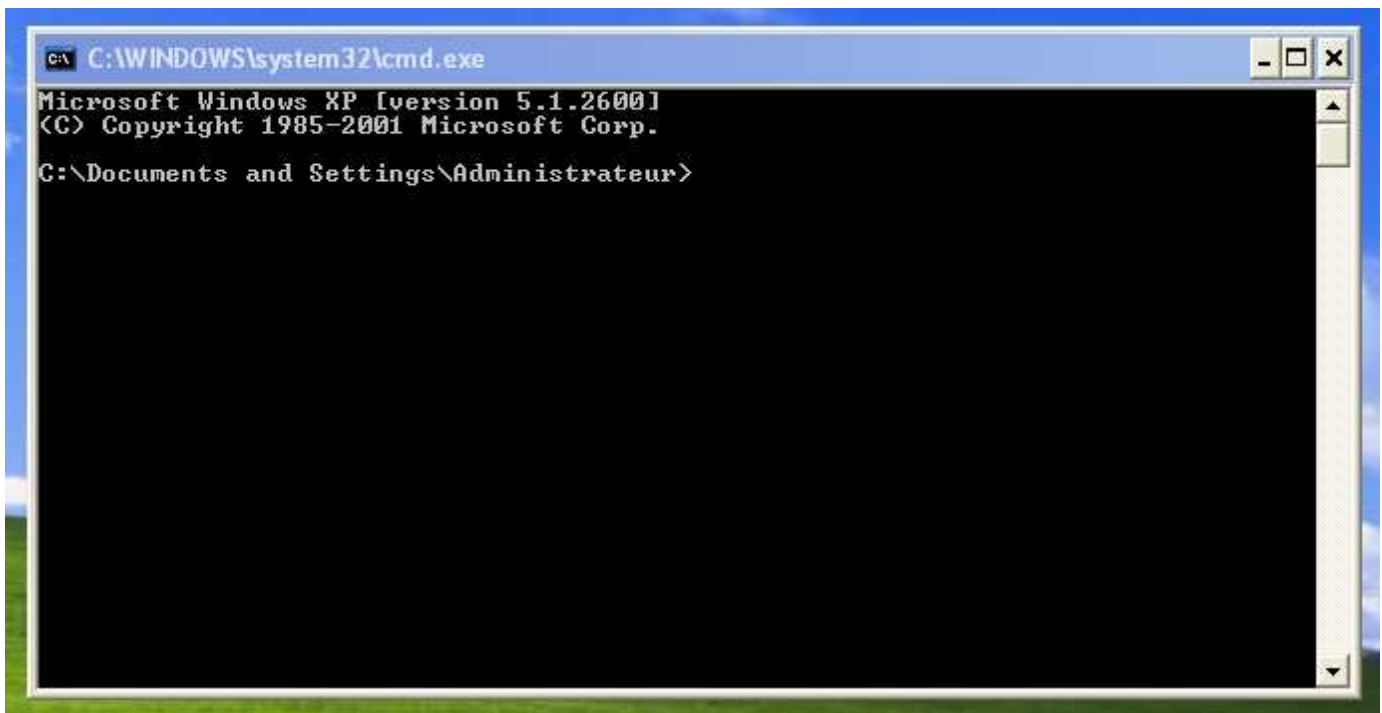 C:\WINDOWS\system32\cmd.exe
Microsoft Windows XP [version 5.1.2600]
(C) Copyright 1985-2001 Microsoft Corp.
C:\Documents and Settings\Administrateur>